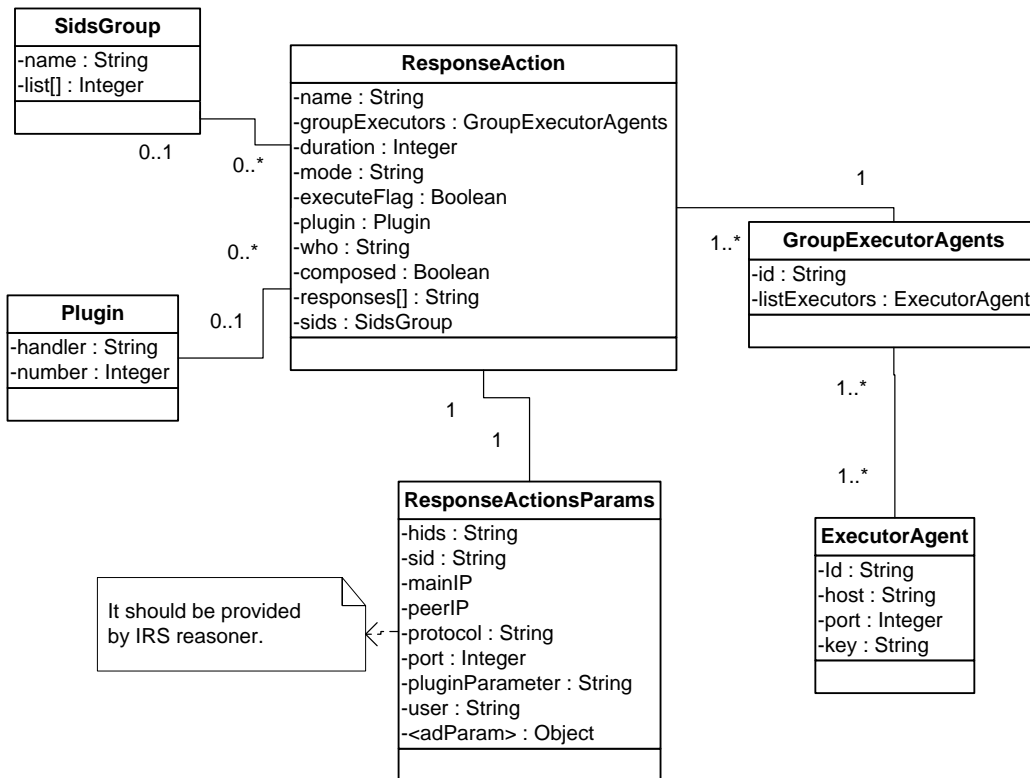 SidsGroup
-name : String
-list[] : Integer
0..1
0..*
ResponseAction
-name : String
-groupExecutors : GroupExecutorAgents
-duration : Integer
-mode : String
-executeFlag : Boolean
-plugin : Plugin
-who : String
-composed : Boolean
-responses[] : String
-sids : SidsGroup
1
1..*
GroupExecutorAgents
-id : String
-listExecutors : ExecutorAgent
0..*
0..1
Plugin
-handler : String
-number : Integer
1
1
1..*
1..*
ResponseActionsParams
-hids : String
-sid : String
-mainIP
-peerIP
-protocol : String
-port : Integer
-pluginParameter : String
-user : String
-<adParam> : Object
It should be provided
by IRS reasoner.
ExecutorAgent
-Id : String
-host : String
-port : Integer
-key : String